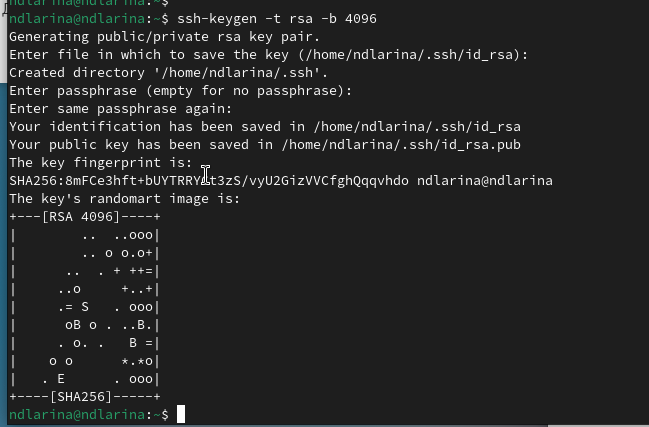 ndlarina@ndlarina:~$ ssh-keygen -t rsa -b 4096
Generating public/private rsa key pair.
Enter file in which to save the key (/home/ndlarina/.ssh/id_rsa):
Created directory '/home/ndlarina/.ssh'.
Enter passphrase (empty for no passphrase):
Enter same passphrase again:
Your identification has been saved in /home/ndlarina/.ssh/id_rsa
Your public key has been saved in /home/ndlarina/.ssh/id_rsa.pub
The key fingerprint is:
ndlarina@ndlarina
The key's randomart image is:
+---[RSA 4096]----+
|        ..  ..ooo|
|        .. o o.o+|
|      ..  . + ++=|
|     ..o     +..+|
|     .= S   . ooo|
|      oB o . ..B.|
|     . o. .   B =|
|    o o      *.*o|
|   . E      . ooo|
+----[SHA256]-----+
ndlarina@ndlarina:~$